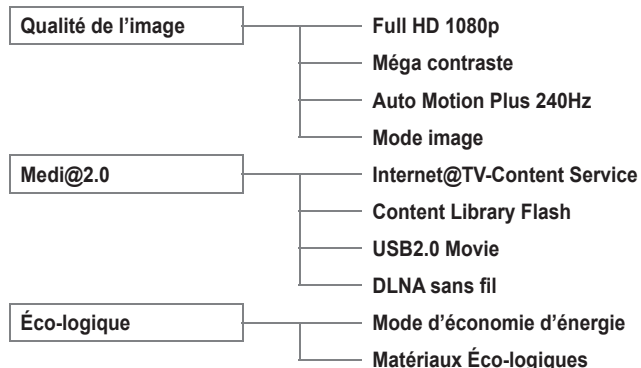 Qualité de l’image
Full HD 1080p
Méga contraste
Auto Motion Plus 240Hz
Mode image
Medi@2.0
Internet@TV-Content Service
Content Library Flash
USB2.0 Movie
DLNA sans fil
Éco-logique
Mode d’économie d’énergie
Matériaux Éco-logiques